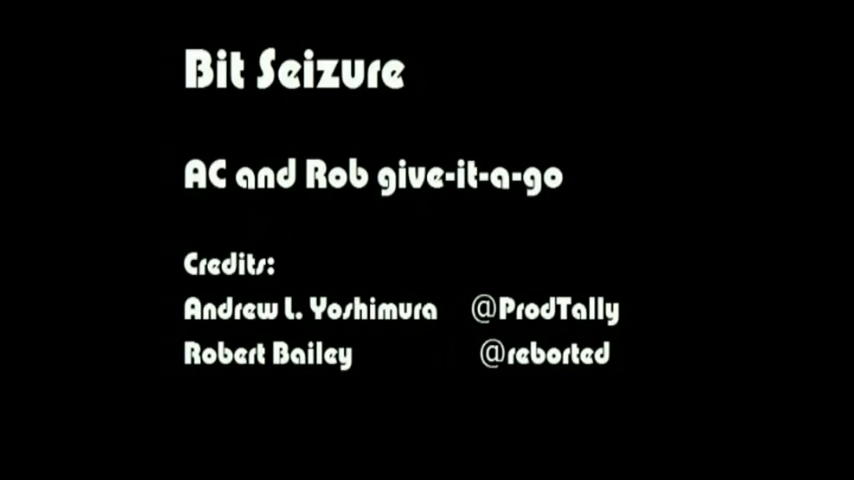 Bit Seizure
AC and Rob give-it-a-go
Credits:
Andrew L. Yoshimura @ProdTally
Robert Bailey @reborted